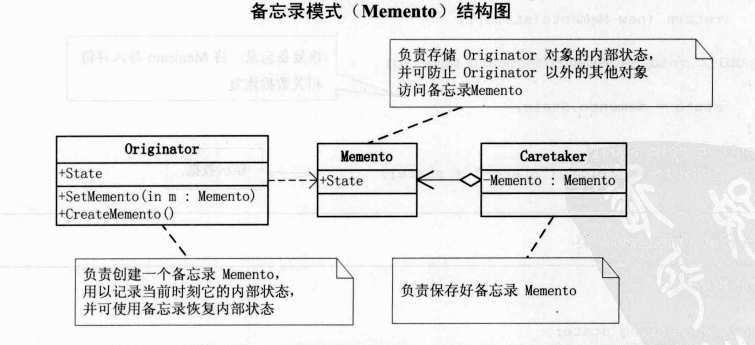 备忘录模式（Memento）结构图
负责存储 Originator 对象的内部状态，
并可防止 Originator 以外的其他对象
访问备忘录Memento
Originator
+State
+SetMemento(in m : Memento)
+CreateMemento()
Memento
+State
Caretaker
-Memento : Memento
负责创建一个备忘录 Memento，
用以记录当前时刻它的内部状态，
并可使用备忘录恢复内部状态
负责保存好备忘录 Memento